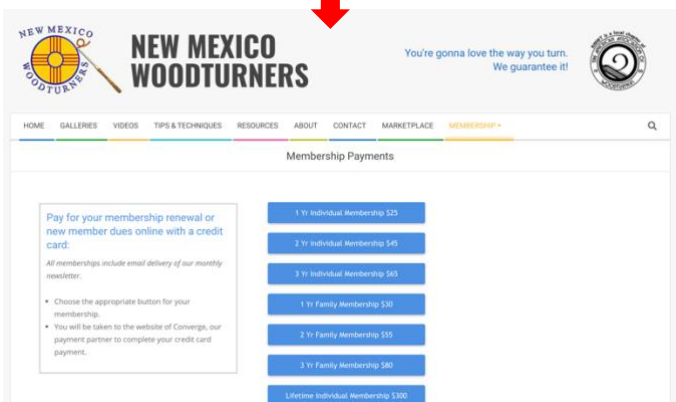 NEW MEXICO
WOODTURNERS
NEW MEXICO
WOODTURNERS
You're gonna love the way you turn.
We guarantee it!
HOME GALLERIES VIDEOS TIPS & TECHNIQUES RESOURCES ABOUT CONTACT MARKETPLACE MEMBERSHIP
Membership Payments
Pay for your membership renewal or
new member dues online with a credit
card:
All memberships include email delivery of our monthly
newsletter.
• Choose the appropriate button for your
membership.
• You will be taken to the website of Converge, our
payment partner to complete your credit card
payment.
1 Yr Individual Membership $25
2 Yr Individual Membership $45
3 Yr Individual Membership $65
1 Yr Family Membership $30
2 Yr Family Membership $55
3 Yr Family Membership $80
Lifetime Individual Membership $300